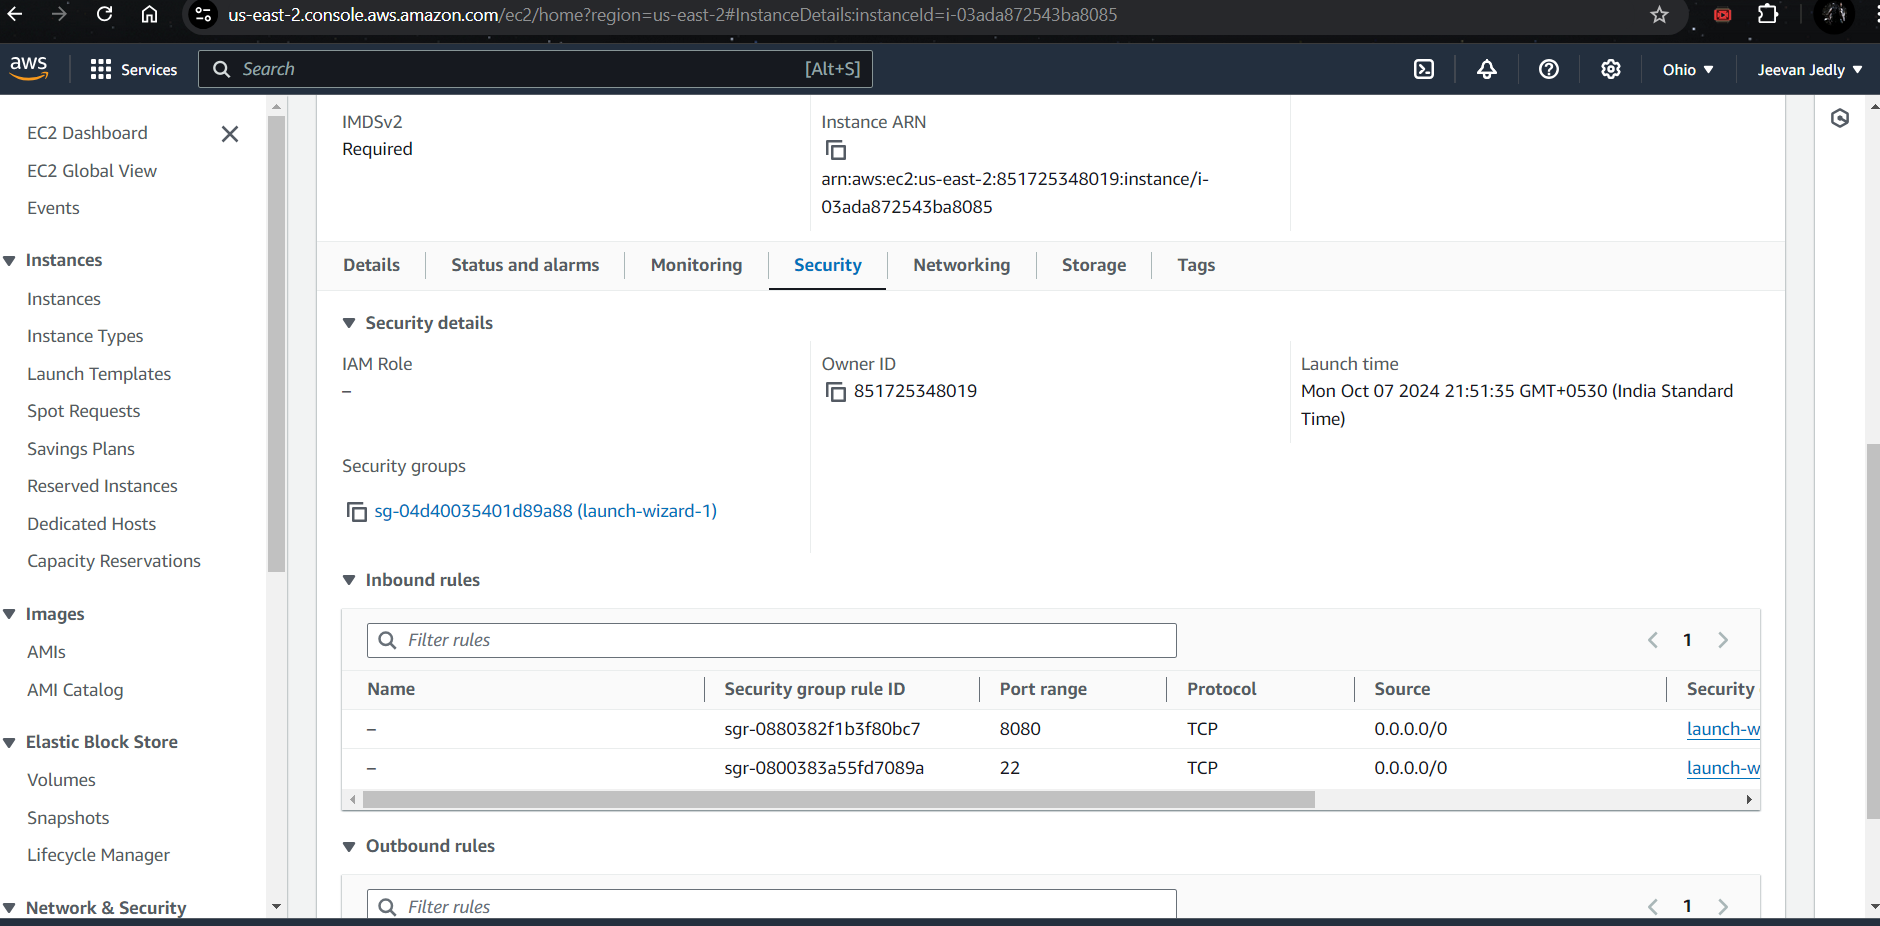 us-east-2.console.aws.amazon.com/ec2/home?region=us-east-2#InstanceDetails:instanceId=i-03ada872543ba8085
aws
Services
Search
[Alt+S]
Ohio
Jeevan Jedly
EC2 Dashboard
EC2 Global View
Events
Instances
Instances
Instance Types
Launch Templates
Spot Requests
Savings Plans
Reserved Instances
Dedicated Hosts
Capacity Reservations
Images
AMIs
AMI Catalog
Elastic Block Store
Volumes
Snapshots
Lifecycle Manager
Network & Security
IMDSv2
Required
Instance ARN
arn:aws:ec2:us-east-2:851725348019:instance/i-
03ada872543ba8085
Details Status and alarms Monitoring Security Networking Storage Tags
Security details
IAM Role
–
Owner ID
851725348019
Launch time
Mon Oct 07 2024 21:51:35 GMT+0530 (India Standard
Time)
Security groups
sg-04d40035401d89a88 (launch-wizard-1)
Inbound rules
Filter rules
1
Name Security group rule ID Port range Protocol Source Security
– sgr-0880382f1b3f80bc7 8080 TCP 0.0.0.0/0 launch-w
– sgr-0800383a55fd7089a 22 TCP 0.0.0.0/0 launch-w
Outbound rules
Filter rules
1